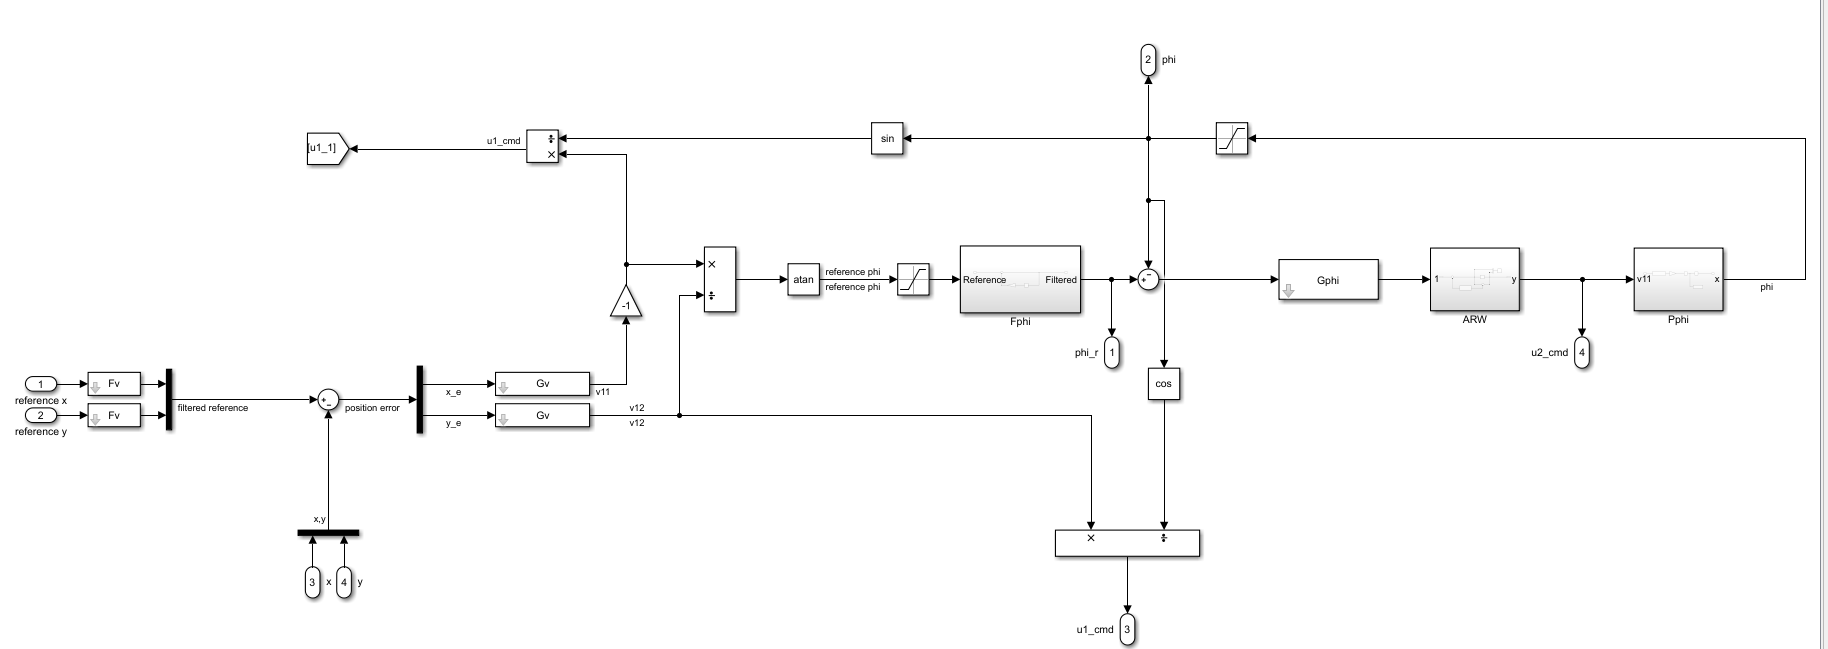 2 phi
[u1_1]
u1_cmd
÷
×
sin
-1
×
÷
atan
reference phi
reference phi
Reference Filtered
Fphi
+
−
Gphi
1 y
ARW
v11 x
Pphi
phi
phi_r 1
u2_cmd 4
cos
1
reference x
2
reference y
Fv
Fv
filtered reference
+
−
position error
x_e
y_e
Gv
Gv
v11
v12
v12
x,y
3 x 4 y
× ÷
u1_cmd 3